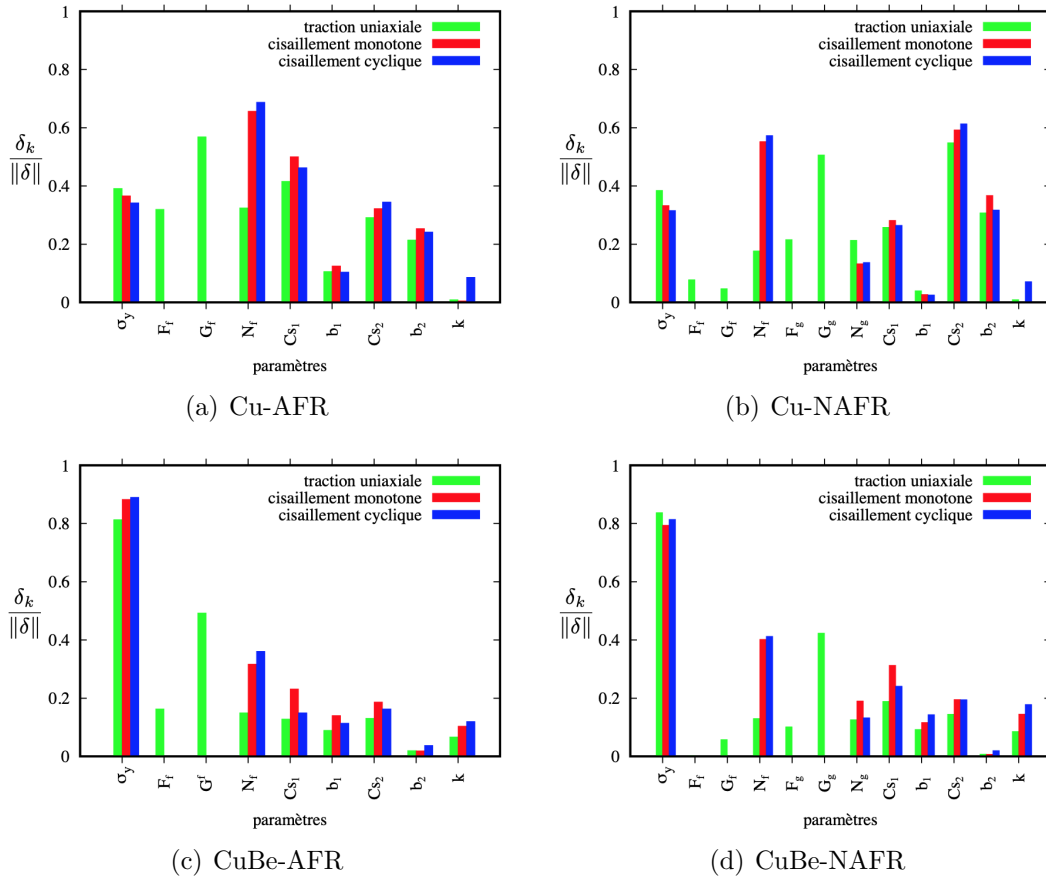 traction uniaxiale
cisaillement monotone
cisaillement cyclique
1
0.8
0.6
0.4
0.2
0
δk
‖δ‖
σy Ff Gf Nf Cs1 b1 Cs2 b2 k
paramètres
(a) Cu-AFR
traction uniaxiale
cisaillement monotone
cisaillement cyclique
1
0.8
0.6
0.4
0.2
0
δk
‖δ‖
σy Ff Gf Nf Fg Gg Ng Cs1 b1 Cs2 b2 k
paramètres
(b) Cu-NAFR
traction uniaxiale
cisaillement monotone
cisaillement cyclique
1
0.8
0.6
0.4
0.2
0
δk
‖δ‖
σy Ff Gf Nf Cs1 b1 Cs2 b2 k
paramètres
(c) CuBe-AFR
traction uniaxiale
cisaillement monotone
cisaillement cyclique
1
0.8
0.6
0.4
0.2
0
δk
‖δ‖
σy Ff Gf Nf Fg Gg Ng Cs1 b1 Cs2 b2 k
paramètres
(d) CuBe-NAFR